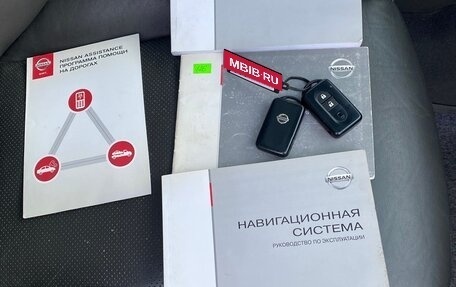 NISSAN ASSISTANCE
ПРОГРАММА ПОМОЩИ
НА ДОРОГАХ
MBIB.RU
NISSAN
NISSAN
НАВИГАЦИОННАЯ
СИСТЕМА
РУКОВОДСТВО ПО ЭКСПЛУАТАЦИИ